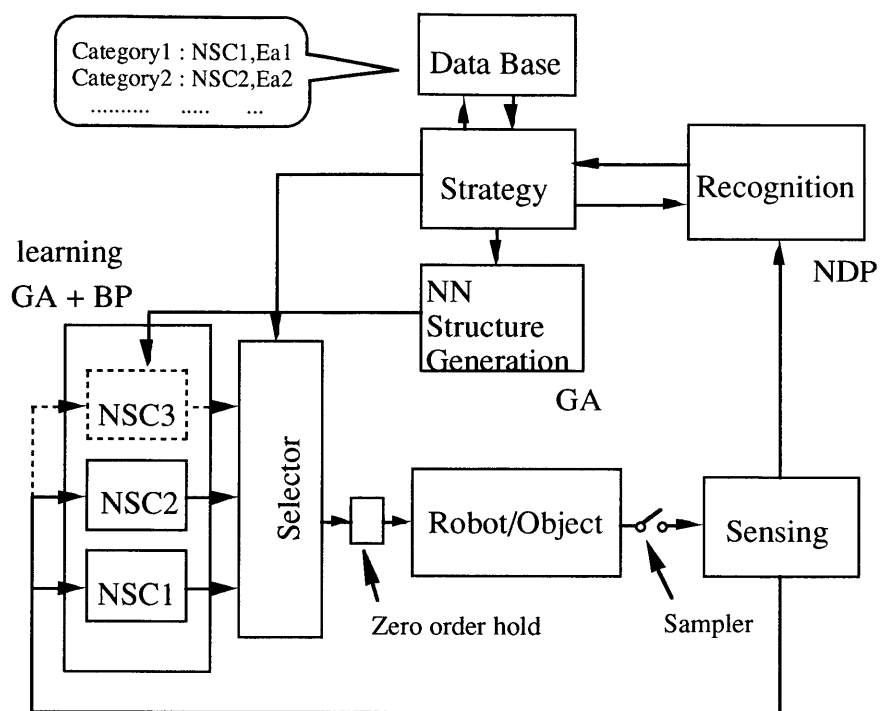 Category1 : NSC1,Ea1
Category2 : NSC2,Ea2
.......... ..... ...
Data Base
Strategy
Recognition
NDP
learning
GA + BP
NN
Structure
Generation
GA
NSC3
NSC2
NSC1
Selector
Robot/Object
Sensing
Zero order hold
Sampler